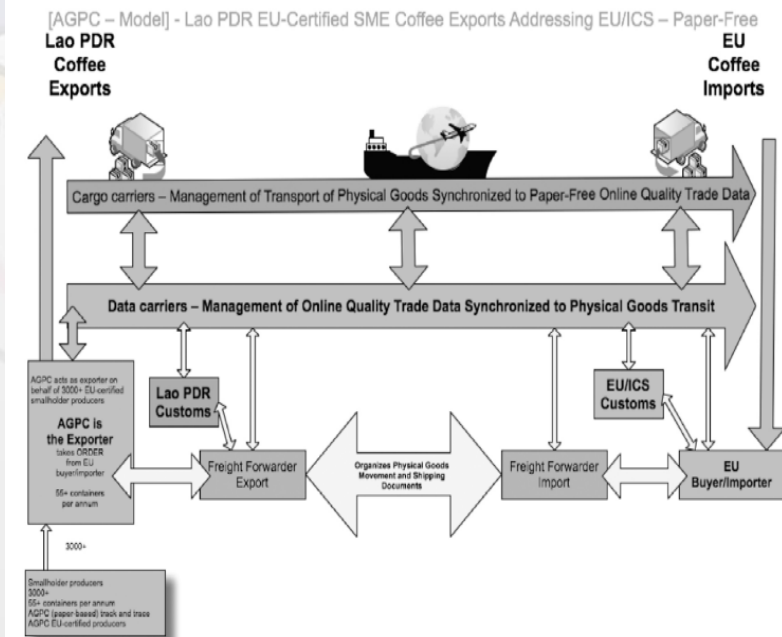 [AGPC – Model] - Lao PDR EU-Certified SME Coffee Exports Addressing EU/ICS – Paper-Free
Lao PDR
Coffee
Exports
EU
Coffee
Imports
Cargo carriers – Management of Transport of Physical Goods Synchronized to Paper-Free Online Quality Trade Data
Data carriers – Management of Online Quality Trade Data Synchronized to Physical Goods Transit
AGPC acts as exporter on
behalf of 3000+ EU-certified
smallholder producers
AGPC is
the Exporter
takes ORDER
from EU
buyer/importer
55+ containers
per annum
Lao PDR
Customs
EU/ICS
Customs
Freight Forwarder
Export
Organizes Physical Goods
Movement and Shipping
Documents
Freight Forwarder
Import
EU
Buyer/Importer
3000+
Smallholder producers
3000+
55+ containers per annum
AGPC (paper-based) track and trace
AGPC EU-certified producers